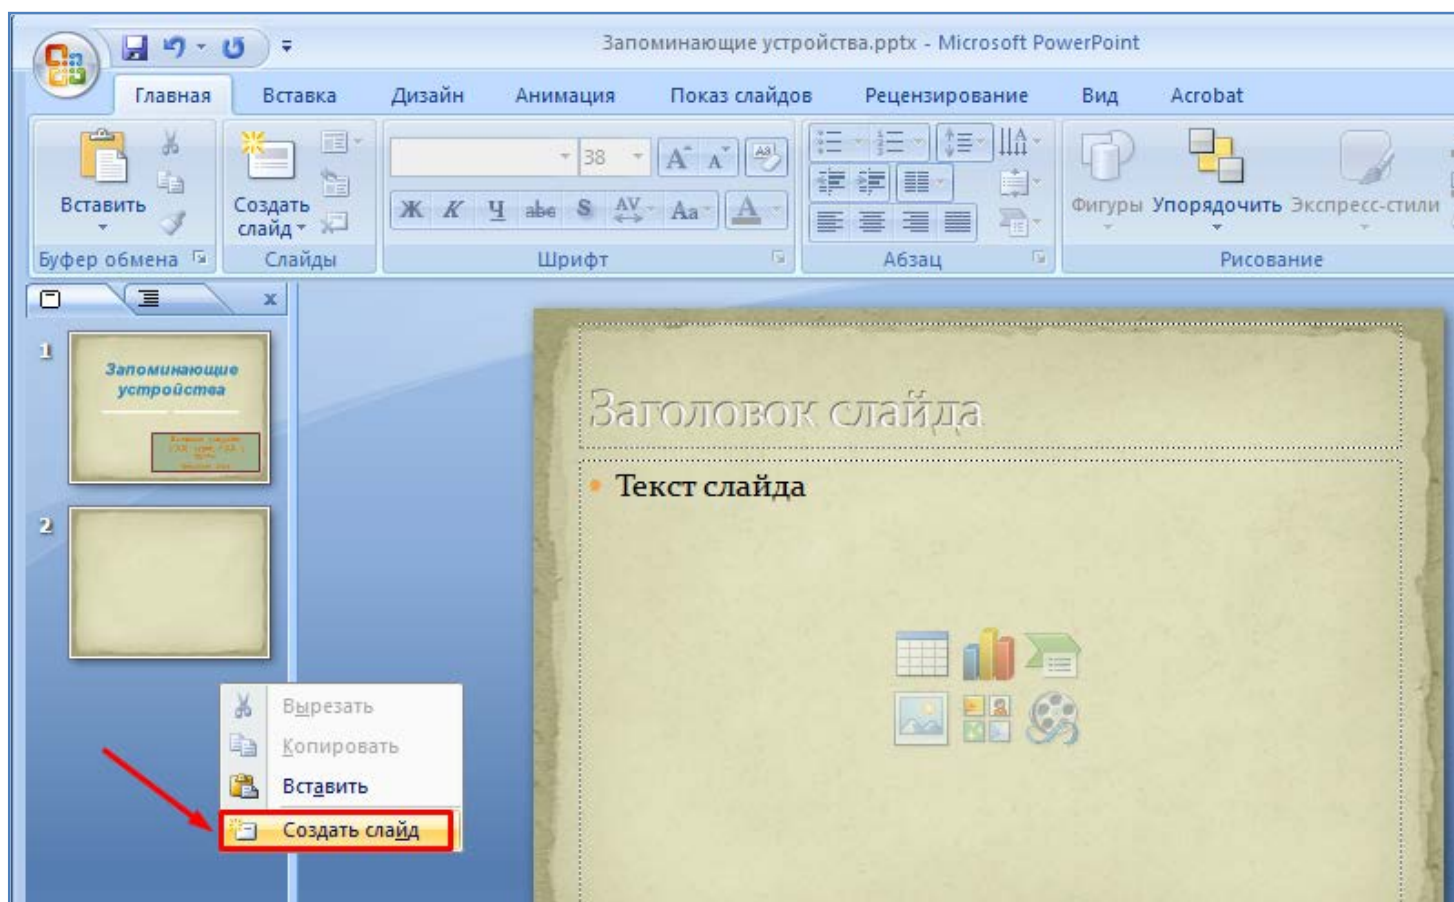 Запоминающие устройства.pptx - Microsoft PowerPoint
Главная Вставка Дизайн Анимация Показ слайдов Рецензирование Вид Acrobat
Вставить
Создать слайд
38
Ж К Ч abc S AV Aa A
Фигуры Упорядочить Экспресс-стили
Буфер обмена Слайды Шрифт Абзац Рисование
1
Запоминающие
устройства
2
Заголовок слайда
Текст слайда
Вырезать
Копировать
Вставить
Создать слайд